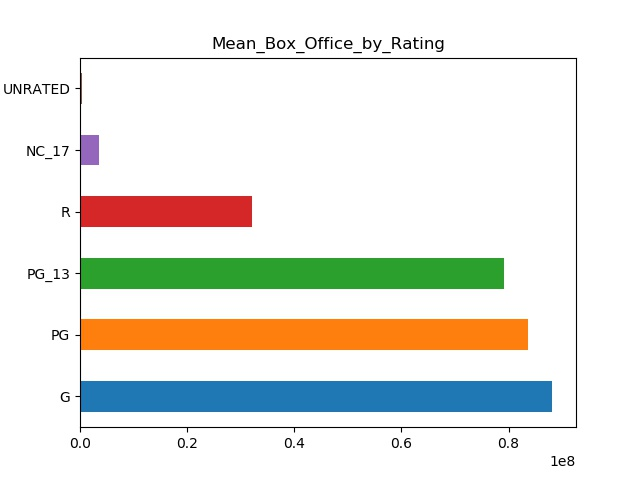 Mean_Box_Office_by_Rating
UNRATED
NC_17
R
PG_13
PG
G
0.0 0.2 0.4 0.6 0.8
1e8